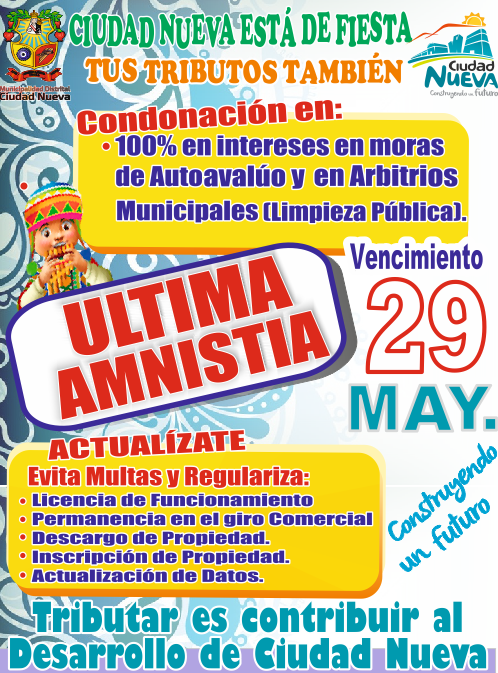 CIUDAD NUEVA ESTÁ DE FIESTA
TUS TRIBUTOS TAMBIÉN
Municipalidad Distrital
Ciudad Nueva
Ciudad
NUEVA
Construyendo un futuro
Condonación en:
• 100% en intereses en moras
de Autoavalúo y en Arbitrios
Municipales (Limpieza Pública).
Vencimiento
29
MAY.
ULTIMA
AMNISTIA
ACTUALÍZATE
Evita Multas y Regulariza:
• Licencia de Funcionamiento
• Permanencia en el giro Comercial
• Descargo de Propiedad.
• Inscripción de Propiedad.
• Actualización de Datos.
Construyendo
un futuro
Tributar es contribuir al
Desarrollo de Ciudad Nueva